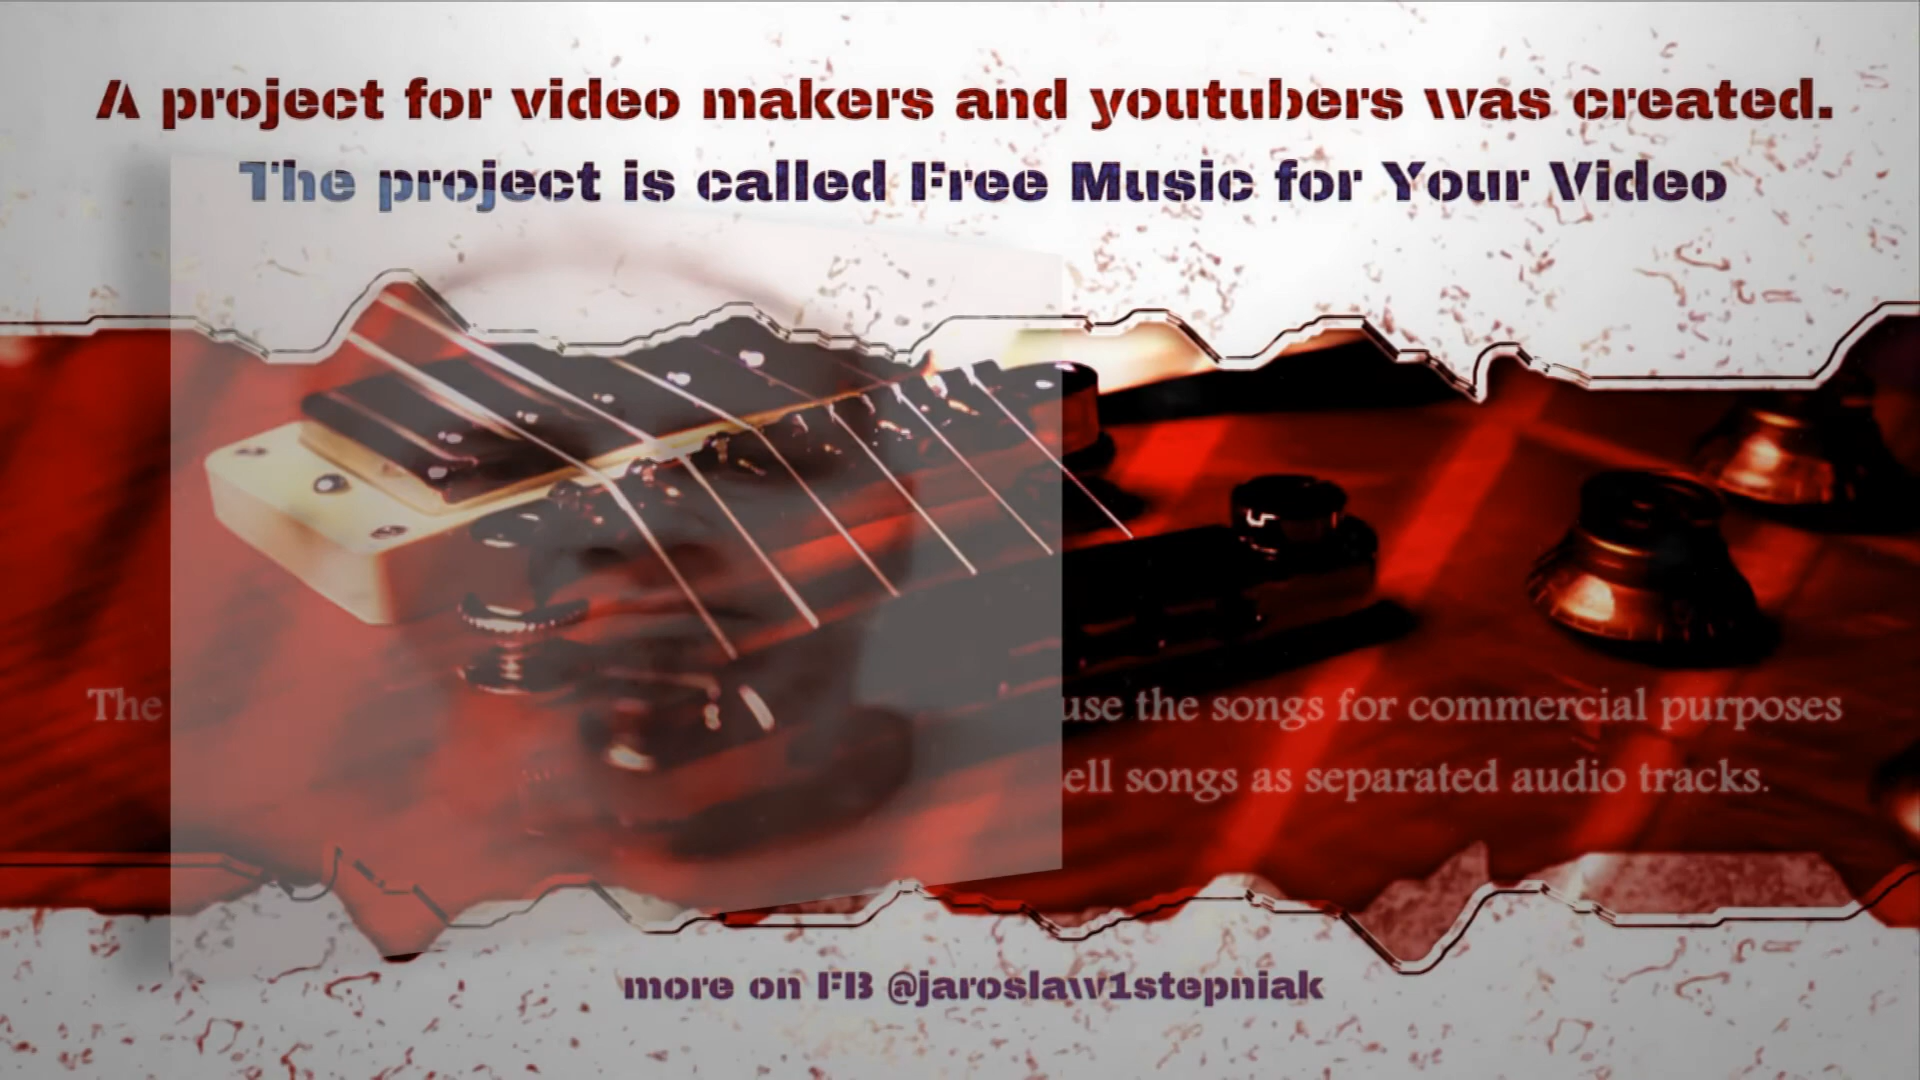 A project for video makers and youtubers was created.
The project is called Free Music for Your Video
The use the songs for commercial purposes
songs as separated audio tracks.
more on FB @jaroslaw1stepniak